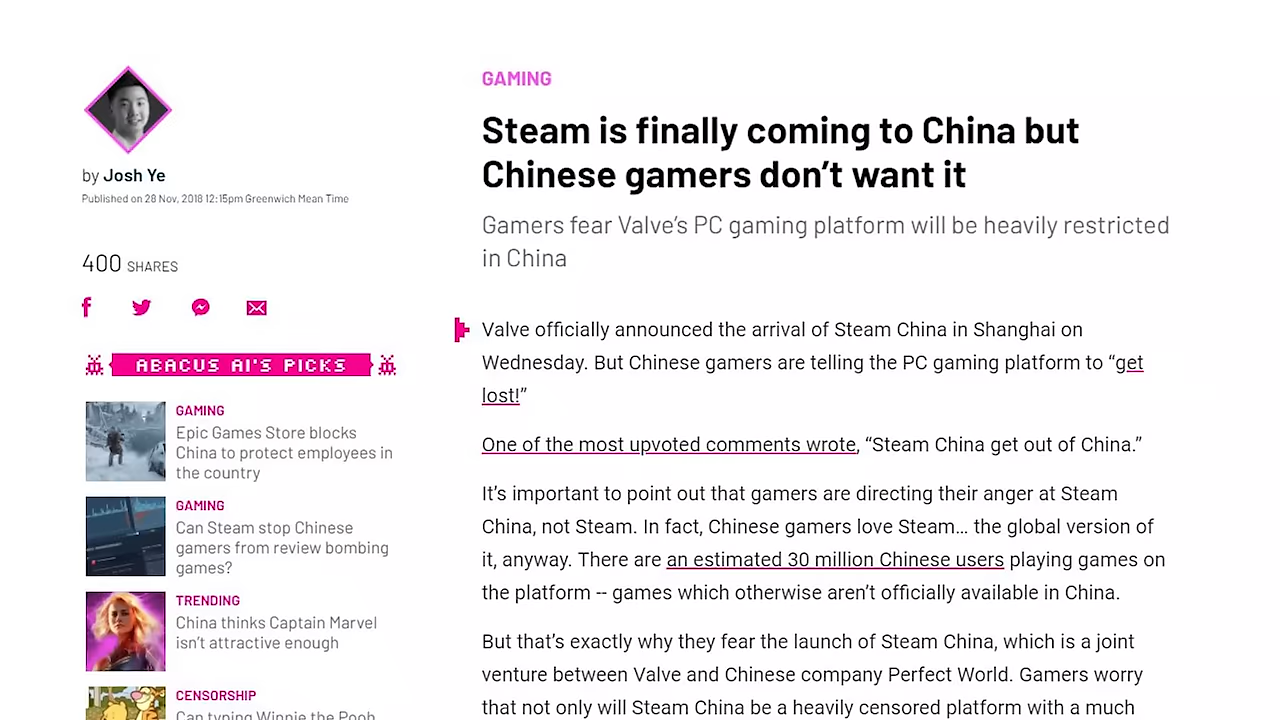 by Josh Ye
Published on 28 Nov, 2018 12:15pm Greenwich Mean Time
400 SHARES
ABACUS AI'S PICKS
GAMING
Epic Games Store blocks
China to protect employees in
the country
GAMING
Can Steam stop Chinese
gamers from review bombing
games?
TRENDING
China thinks Captain Marvel
isn't attractive enough
CENSORSHIP
Can typing Winnie the Pooh
GAMING
Steam is finally coming to China but
Chinese gamers don't want it
Gamers fear Valve's PC gaming platform will be heavily restricted
in China
Valve officially announced the arrival of Steam China in Shanghai on
Wednesday. But Chinese gamers are telling the PC gaming platform to “get
lost!”
One of the most upvoted comments wrote, “Steam China get out of China.”
It's important to point out that gamers are directing their anger at Steam
China, not Steam. In fact, Chinese gamers love Steam… the global version of
it, anyway. There are an estimated 30 million Chinese users playing games on
the platform -- games which otherwise aren't officially available in China.
But that's exactly why they fear the launch of Steam China, which is a joint
venture between Valve and Chinese company Perfect World. Gamers worry
that not only will Steam China be a heavily censored platform with a much